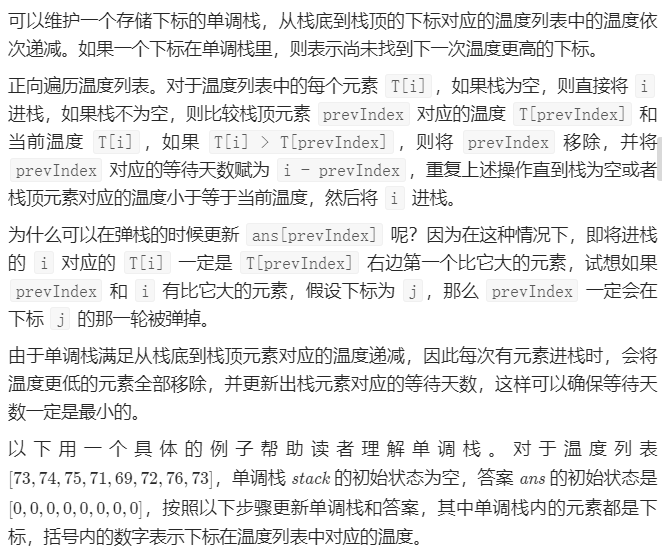 可以维护一个存储下标的单调栈，从栈底到栈顶的下标对应的温度列表中的温度依
次递减。如果一个下标在单调栈里，则表示尚未找到下一次温度更高的下标。
正向遍历温度列表。对于温度列表中的每个元素 T[i] ，如果栈为空，则直接将 i
进栈，如果栈不为空，则比较栈顶元素 prevIndex 对应的温度 T[prevIndex] 和
当前温度 T[i] ，如果 T[i] > T[prevIndex] ，则将 prevIndex 移除，并将
prevIndex 对应的等待天数赋为 i - prevIndex ，重复上述操作直到栈为空或者
栈顶元素对应的温度小于等于当前温度，然后将 i 进栈。
为什么可以在弹栈的时候更新 ans[prevIndex] 呢？因为在这种情况下，即将进栈
的 i 对应的 T[i] 一定是 T[prevIndex] 右边第一个比它大的元素，试想如果
prevIndex 和 i 有比它大的元素，假设下标为 j ，那么 prevIndex 一定会在
下标 j 的那一轮被弹掉。
由于单调栈满足从栈底到栈顶元素对应的温度递减，因此每次有元素进栈时，会将
温度更低的元素全部移除，并更新出栈元素对应的等待天数，这样可以确保等待天
数一定是最小的。
以下用一个具体的例子帮助读者理解单调栈。对于温度列表
[73,74,75,71,69,72,76,73]，单调栈 stack 的初始状态为空，答案 ans 的初始状态是
[0,0,0,0,0,0,0,0]，按照以下步骤更新单调栈和答案，其中单调栈内的元素都是下
标，括号内的数字表示下标在温度列表中对应的温度。